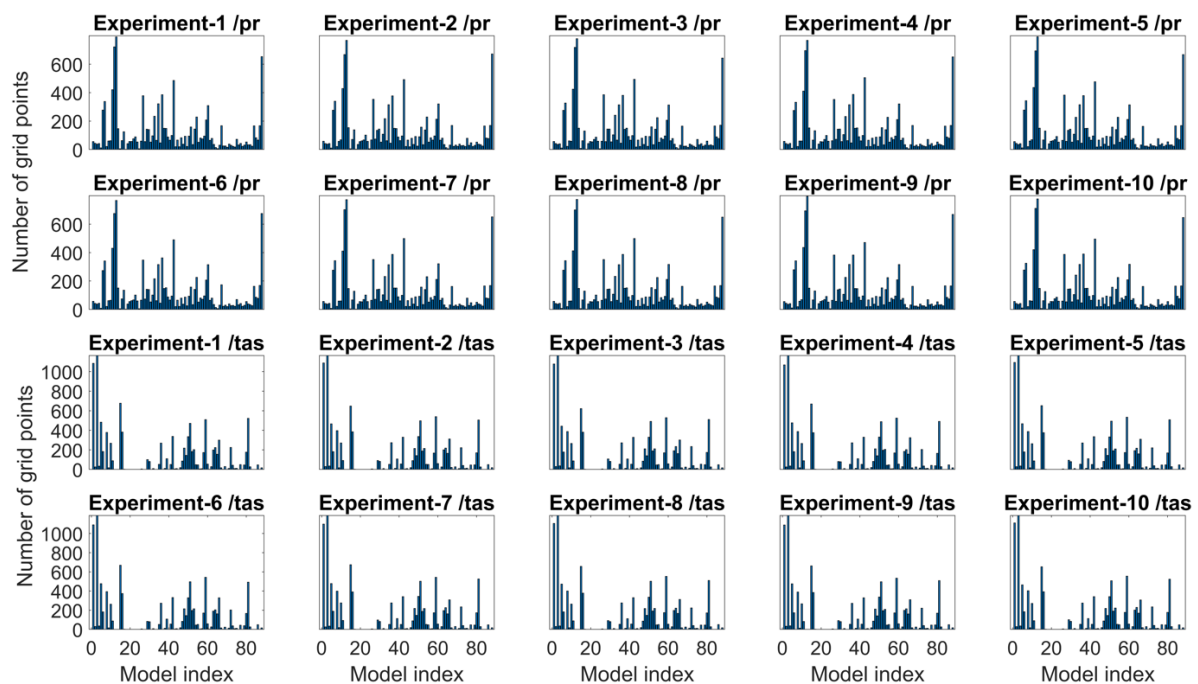 Experiment-1 /pr Experiment-2 /pr Experiment-3 /pr Experiment-4 /pr Experiment-5 /pr
Number of grid points
600
400
200
0
Experiment-6 /pr Experiment-7 /pr Experiment-8 /pr Experiment-9 /pr Experiment-10 /pr
600
400
200
0
Experiment-1 /tas Experiment-2 /tas Experiment-3 /tas Experiment-4 /tas Experiment-5 /tas
Number of grid points
1000
800
600
400
200
0
Experiment-6 /tas Experiment-7 /tas Experiment-8 /tas Experiment-9 /tas Experiment-10 /tas
1000
800
600
400
200
0
0 20 40 60 80 0 20 40 60 80 0 20 40 60 80 0 20 40 60 80 0 20 40 60 80
Model index Model index Model index Model index Model index